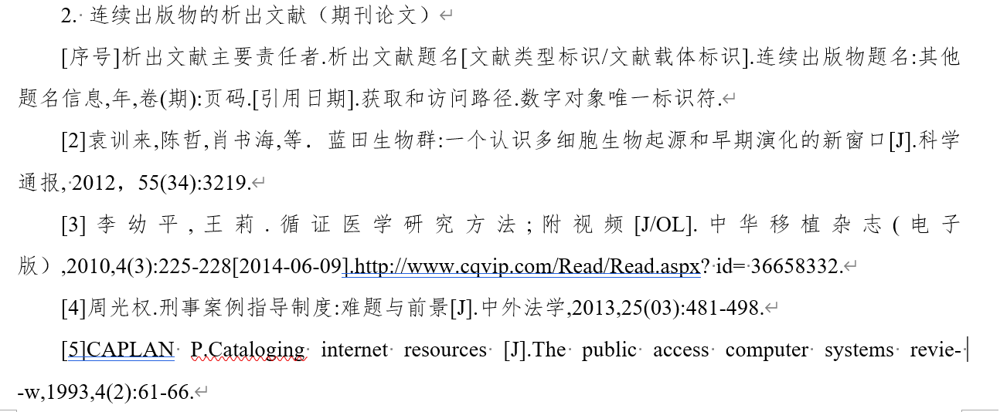 2. 连续出版物的析出文献（期刊论文）
[序号]析出文献主要责任者.析出文献题名[文献类型标识/文献载体标识].连续出版物题名:其他
题名信息,年,卷(期):页码.[引用日期].获取和访问路径.数字对象唯一标识符.
[2]袁训来,陈哲,肖书海,等．蓝田生物群:一个认识多细胞生物起源和早期演化的新窗口[J].科学
通报, 2012，55(34):3219.
[3]李幼平,王莉.循证医学研究方法;附视频[J/OL].中华移植杂志(电子
版）,2010,4(3):225-228[2014-06-09].http://www.cqvip.com/Read/Read.aspx? id= 36658332.
[4]周光权.刑事案例指导制度:难题与前景[J].中外法学,2013,25(03):481-498.
[5]CAPLAN P.Cataloging internet resources [J].The public access computer systems revie-
-w,1993,4(2):61-66.